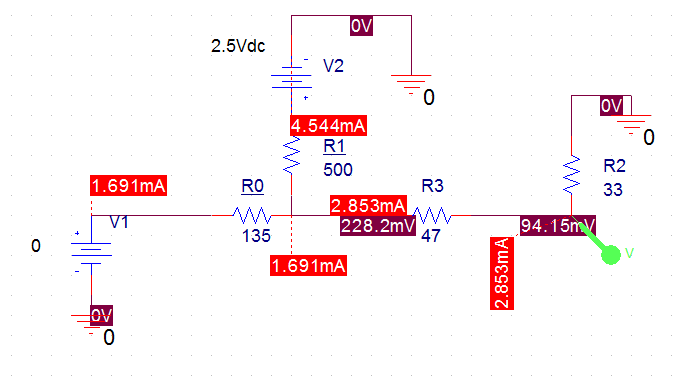 0V
2.5Vdc
-
V2
0
+
0V
4.544mA
R1
0
500
R2
1.691mA
R0
2.853mA
R3
33
V1
228.2mV
94.15mV
+
135
47
0
V
-
1.691mA
2.853mA
0V
0